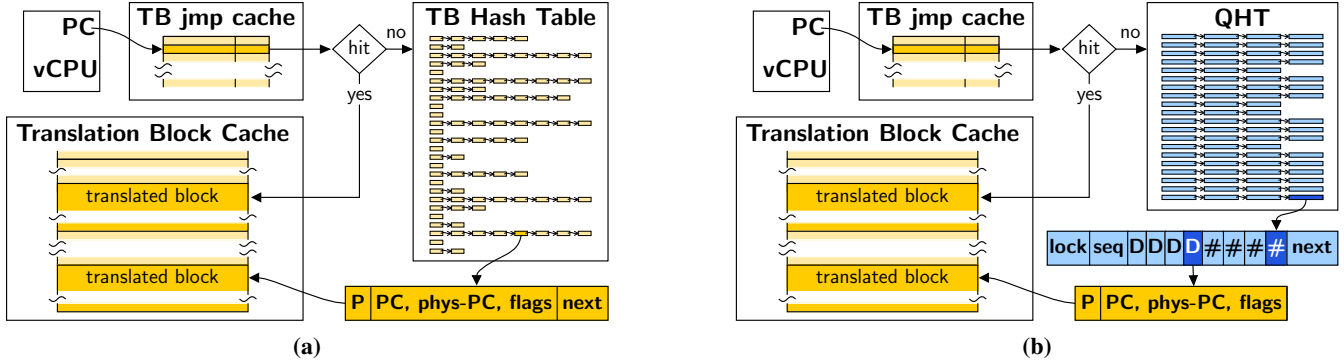 PC
vCPU
TB jmp cache
hit
no
yes
TB Hash Table
Translation Block Cache
translated block
translated block
P PC, phys-PC, flags next
(a)
PC
vCPU
TB jmp cache
hit
no
yes
QHT
Translation Block Cache
translated block
translated block
lock seq D D D D # # # # next
P PC, phys-PC, flags
(b)